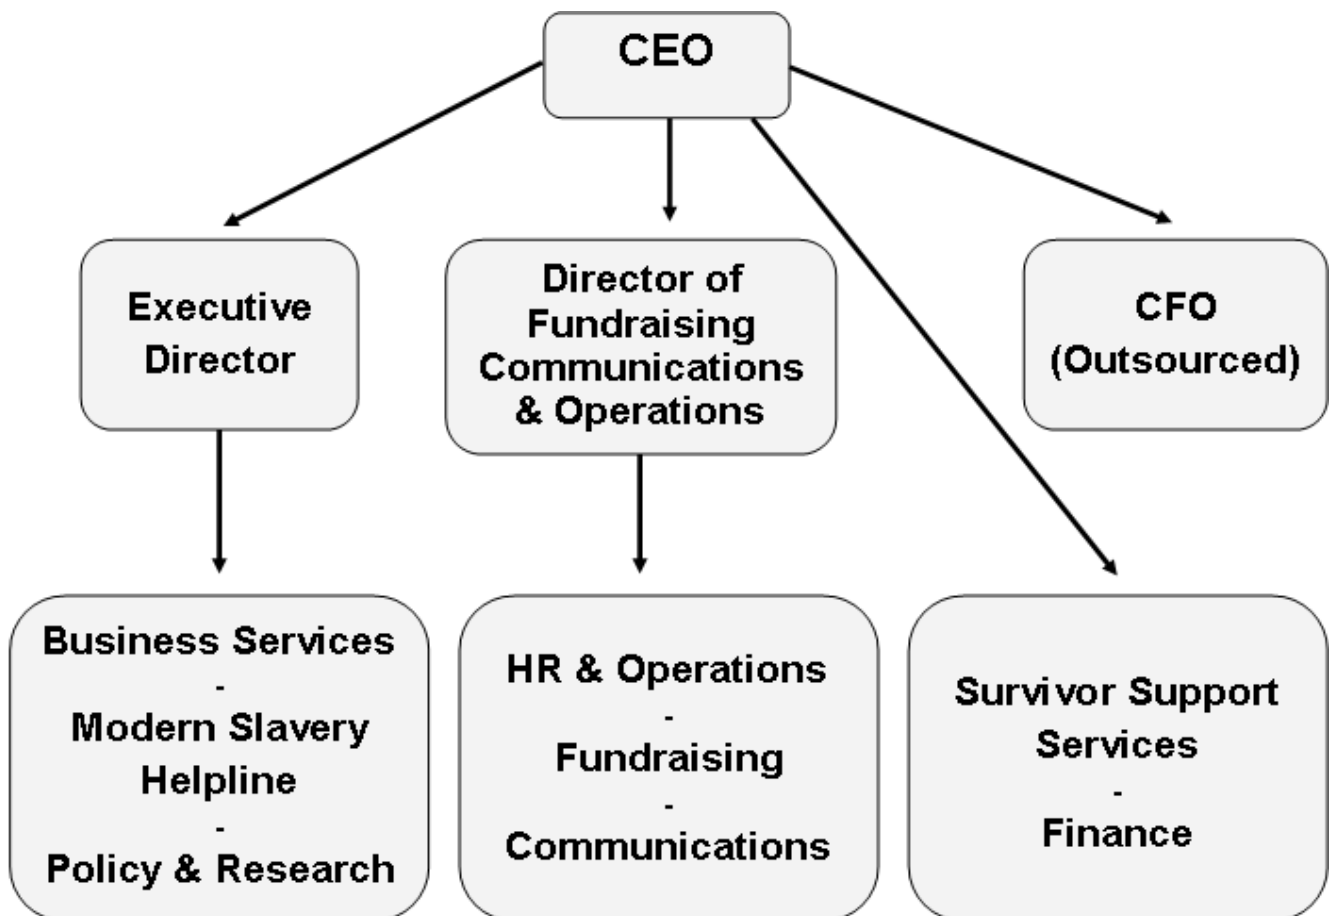 CEO
Executive
Director
Director of
Fundraising
Communications
& Operations
CFO
(Outsourced)
Business Services
-
Modern Slavery
Helpline
-
Policy & Research
HR & Operations
-
Fundraising
-
Communications
Survivor Support
Services
-
Finance